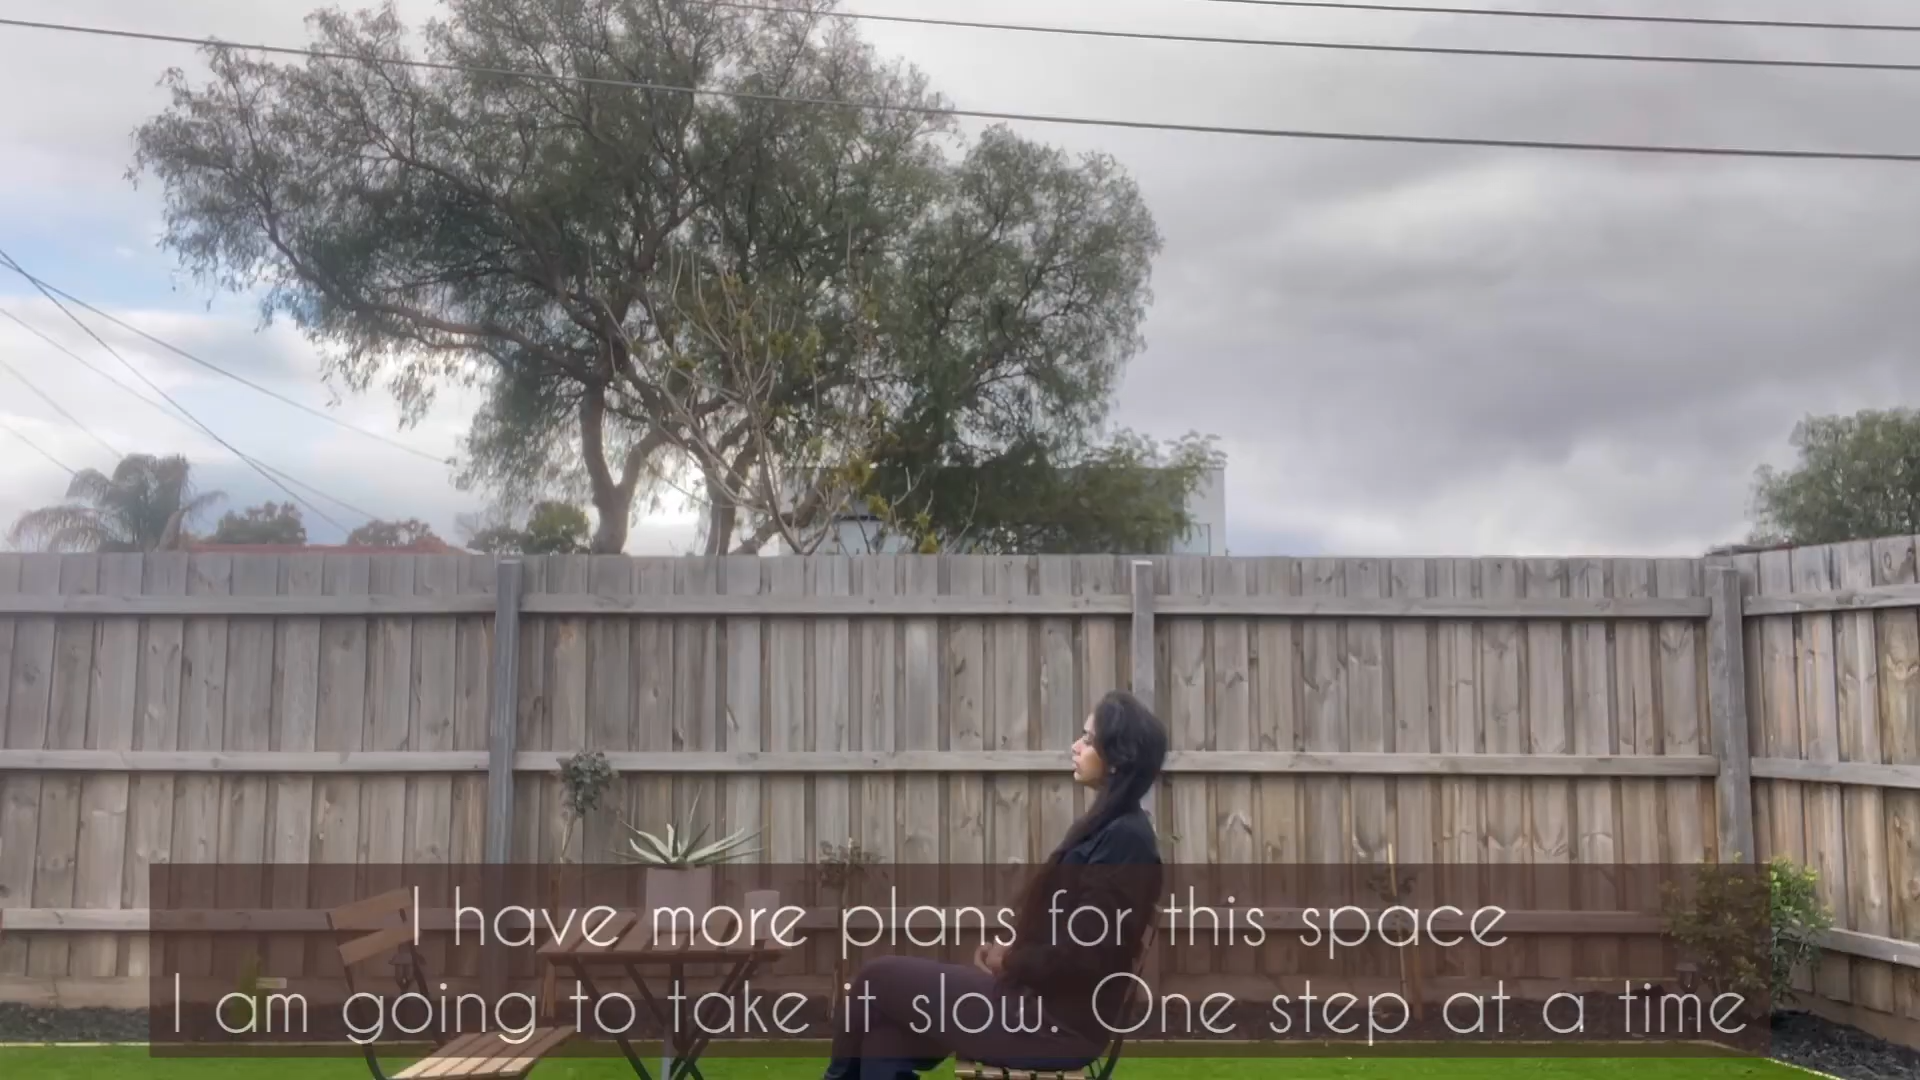 I have more plans for this space
I am going to take it slow. One step at a time